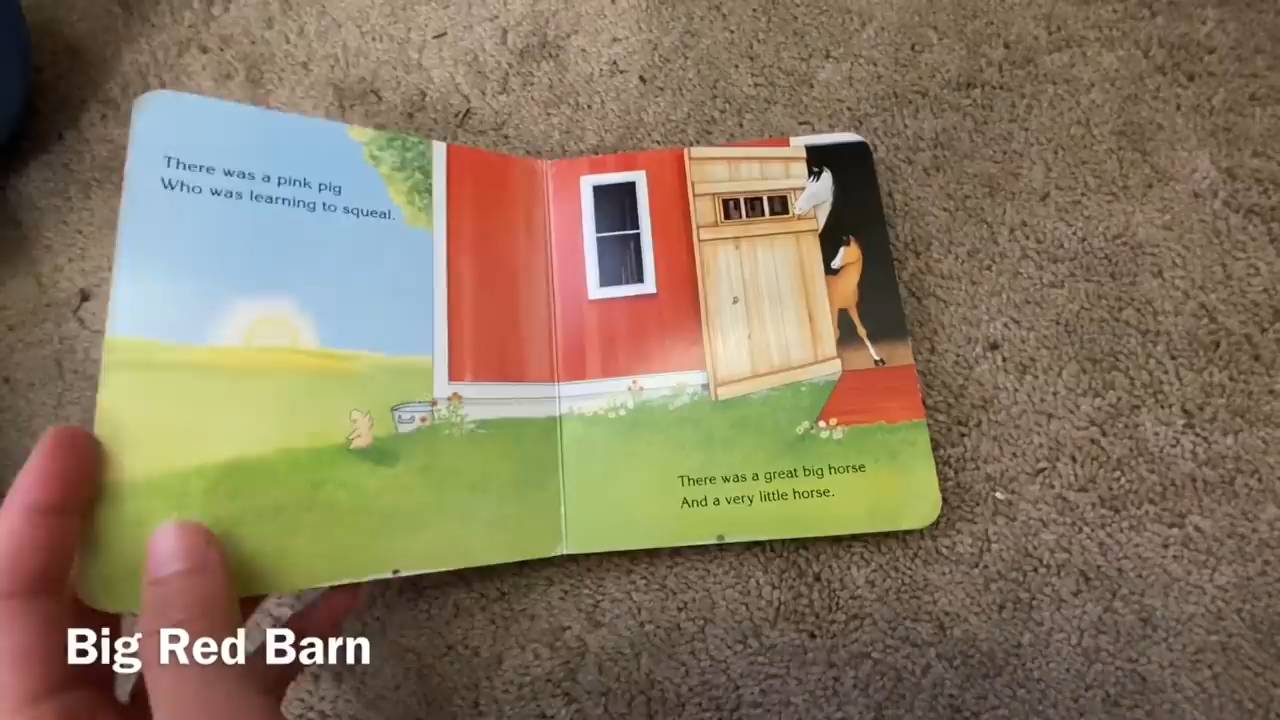 There was a pink pig
Who was learning to squeal.
There was a great big horse
And a very little horse.
Big Red Barn